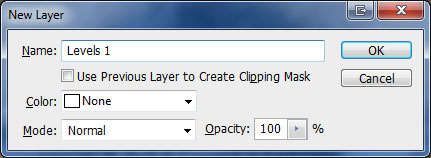 New Layer
Name: Levels 1 OK
Use Previous Layer to Create Clipping Mask Cancel
Color: None
Mode: Normal Opacity: 100 %